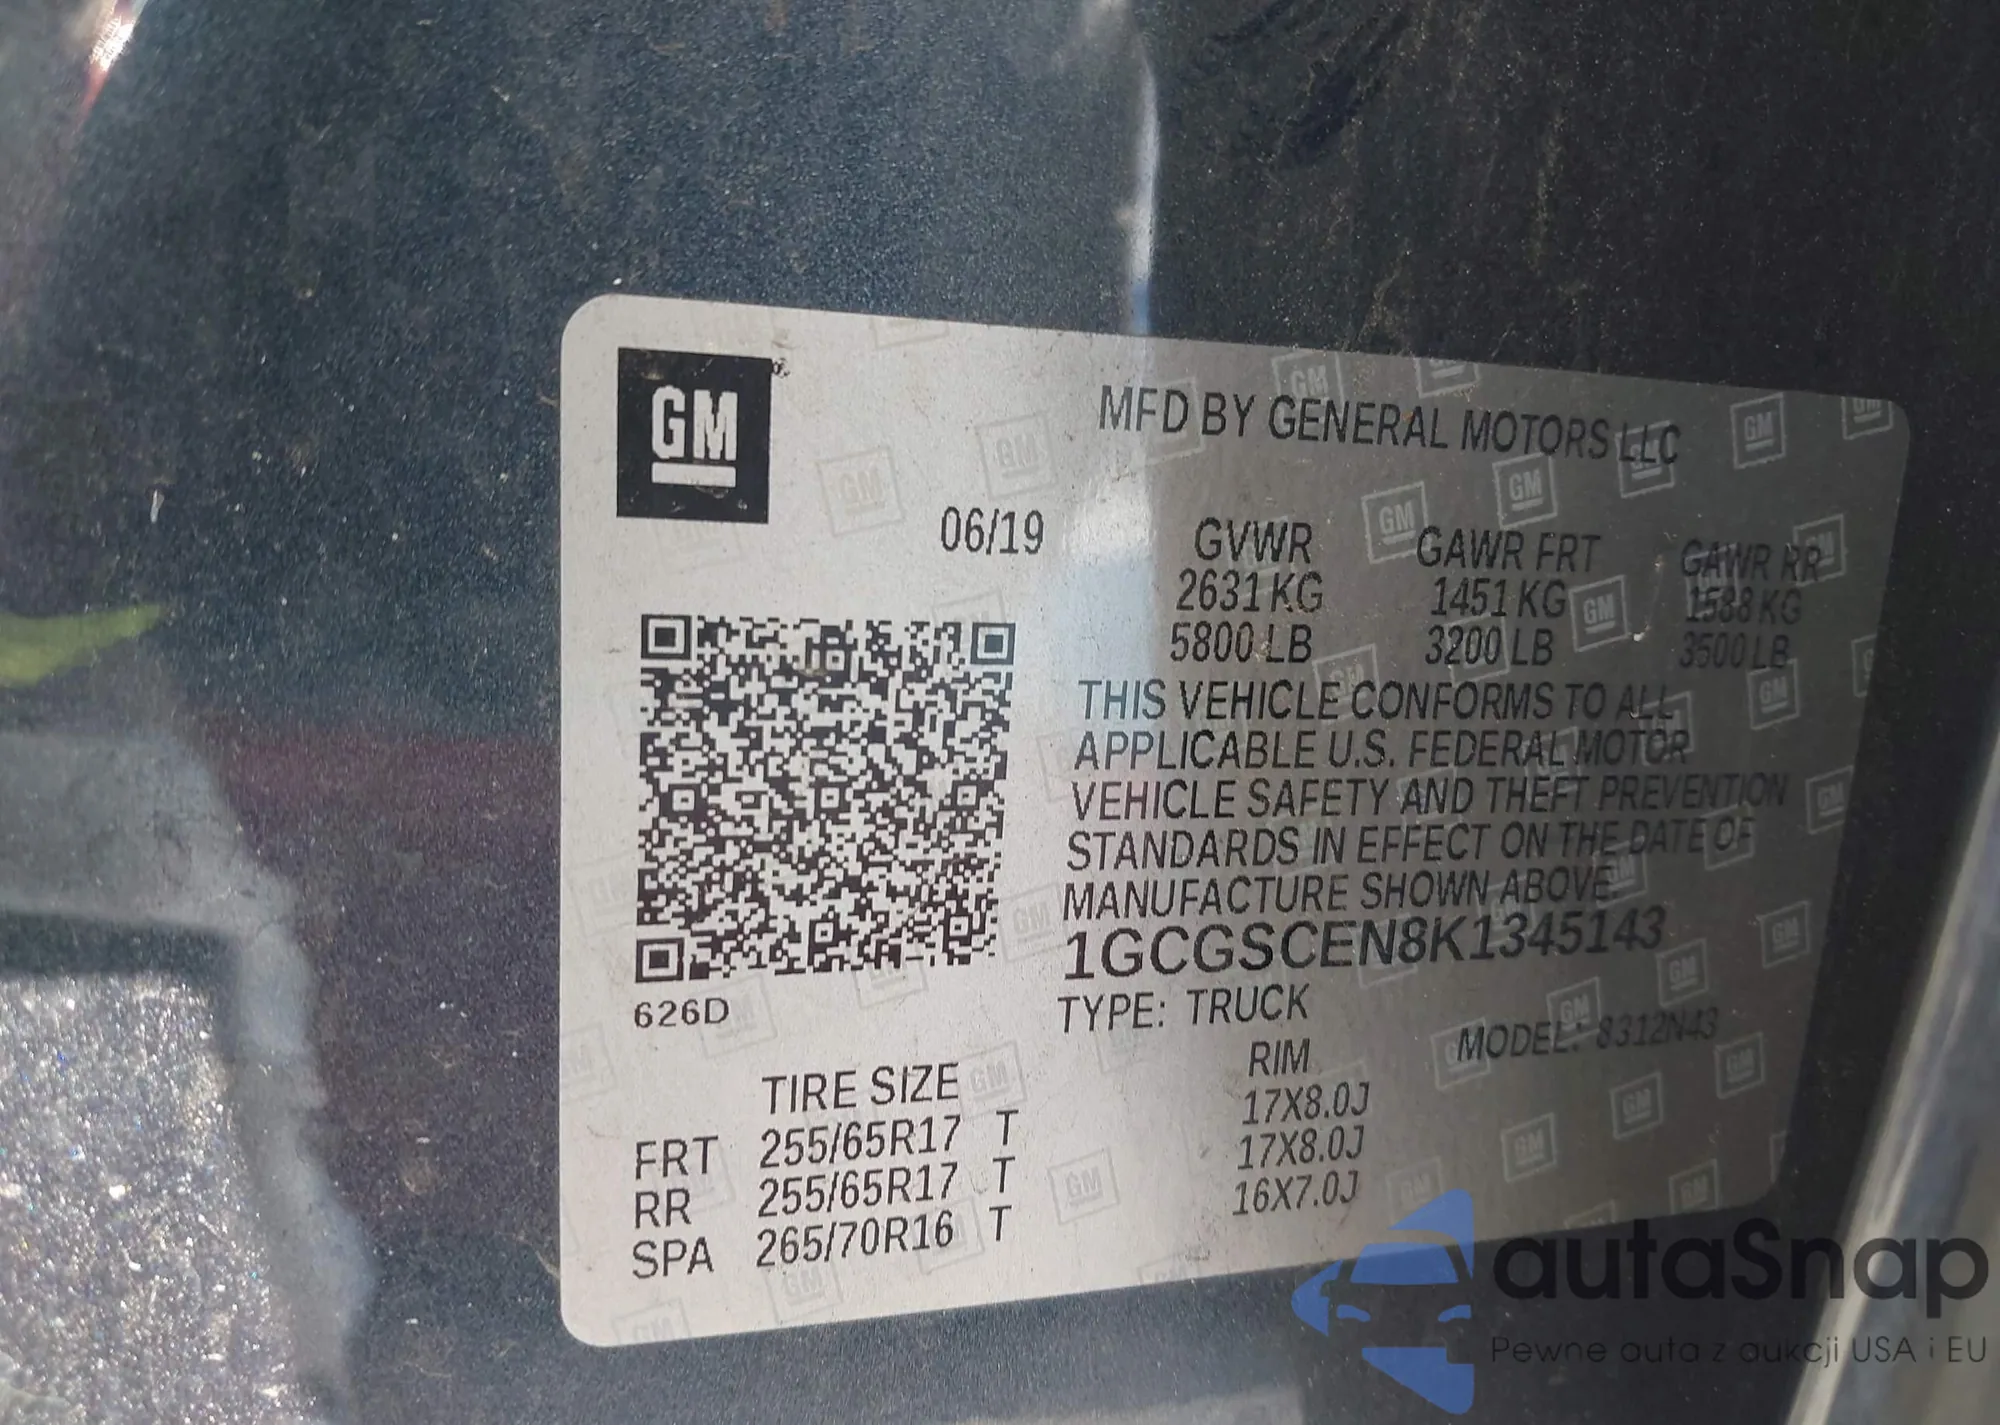 GM
MFD BY GENERAL MOTORS LLC
06/19
GVWR GAWR FRT GAWR RR
2631 KG 1451 KG 1588 KG
5800 LB 3200 LB 3500 LB
THIS VEHICLE CONFORMS TO ALL
APPLICABLE U.S. FEDERAL MOTOR
VEHICLE SAFETY AND THEFT PREVENTION
STANDARDS IN EFFECT ON THE DATE OF
MANUFACTURE SHOWN ABOVE.
1GCGSCEN8K1345143
626D
TYPE: TRUCK MODEL: 8312N43
TIRE SIZE RIM
FRT 255/65R17 T 17X8.0J
RR 255/65R17 T 17X8.0J
SPA 265/70R16 T 16X7.0J
autaSnap
Pewne auta z aukcji USA i EU